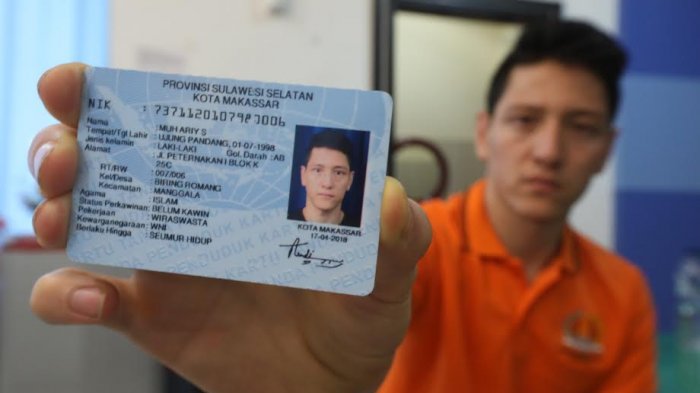 PROVINSI SULAWESI SELATAN
KOTA MAKASSAR
NIK : 7371120107983006
Nama : MUH ARIY S
Tempat/Tgl Lahir : UJUNG PANDANG, 01-07-1998
Jenis kelamin : LAKI-LAKI Gol. Darah :AB
Alamat : JL PETERNAKAN I BLOK K
25C
RT/RW : 007/006
Kel/Desa : BIRING ROMANG
Kecamatan : MANGGALA
Agama : ISLAM
Status Perkawinan: BELUM KAWIN
Pekerjaan : WIRASWASTA
Kewarganegaraan: WNI
Berlaku Hingga : SEUMUR HIDUP
KOTA MAKASSAR
17-04-2018